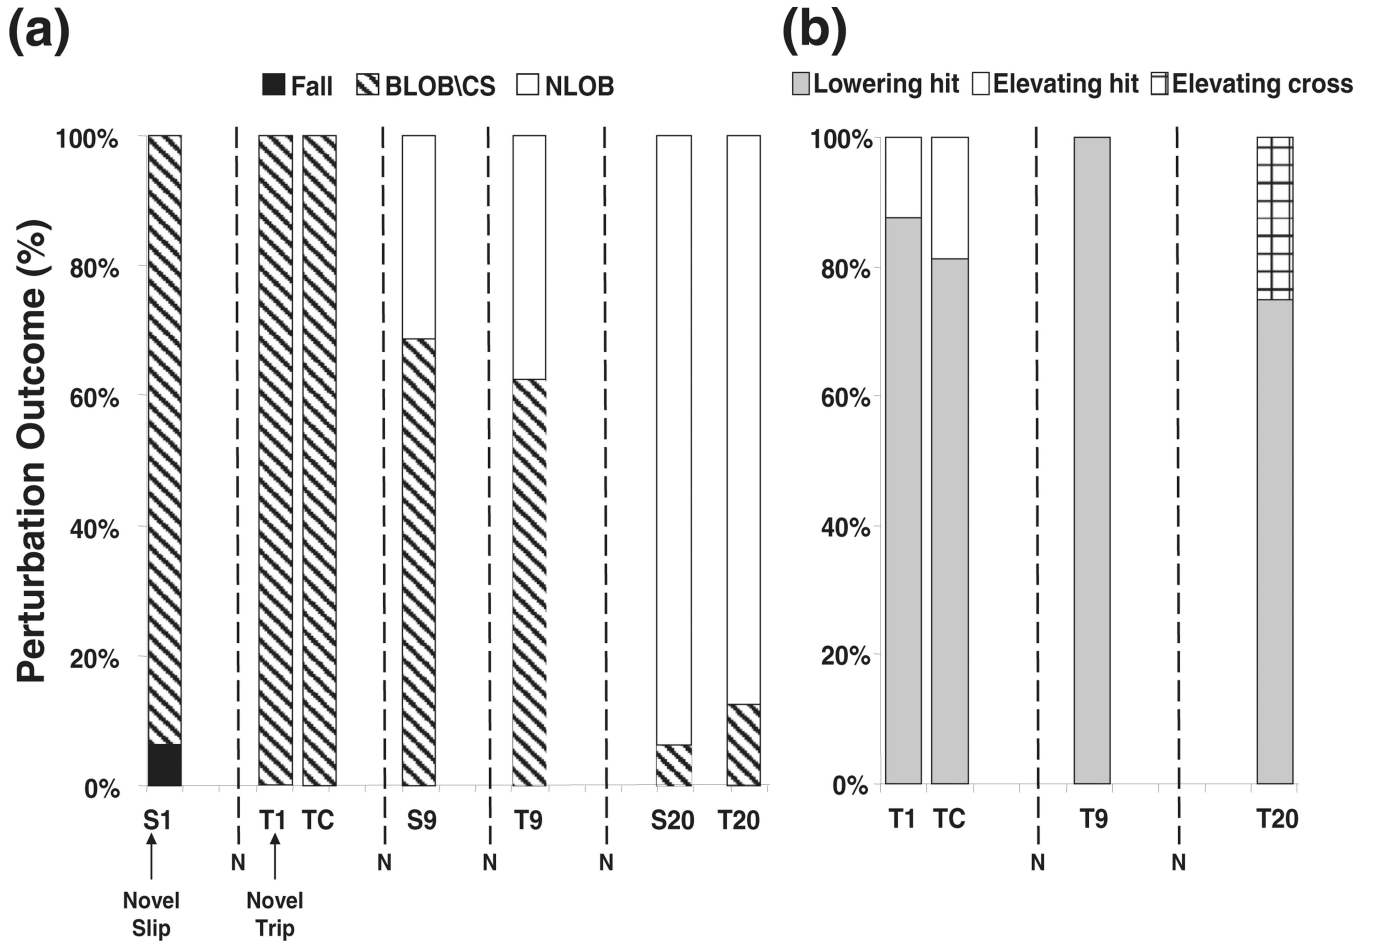 (a)
(b)
Fall BLOB\CS NLOB
Lowering hit Elevating hit Elevating cross
Perturbation Outcome (%)
100%
80%
60%
40%
20%
0%
S1 T1 TC S9 T9 S20 T20
N N N N
Novel
Slip
Novel
Trip
100%
80%
60%
40%
20%
0%
T1 TC T9 T20
N N